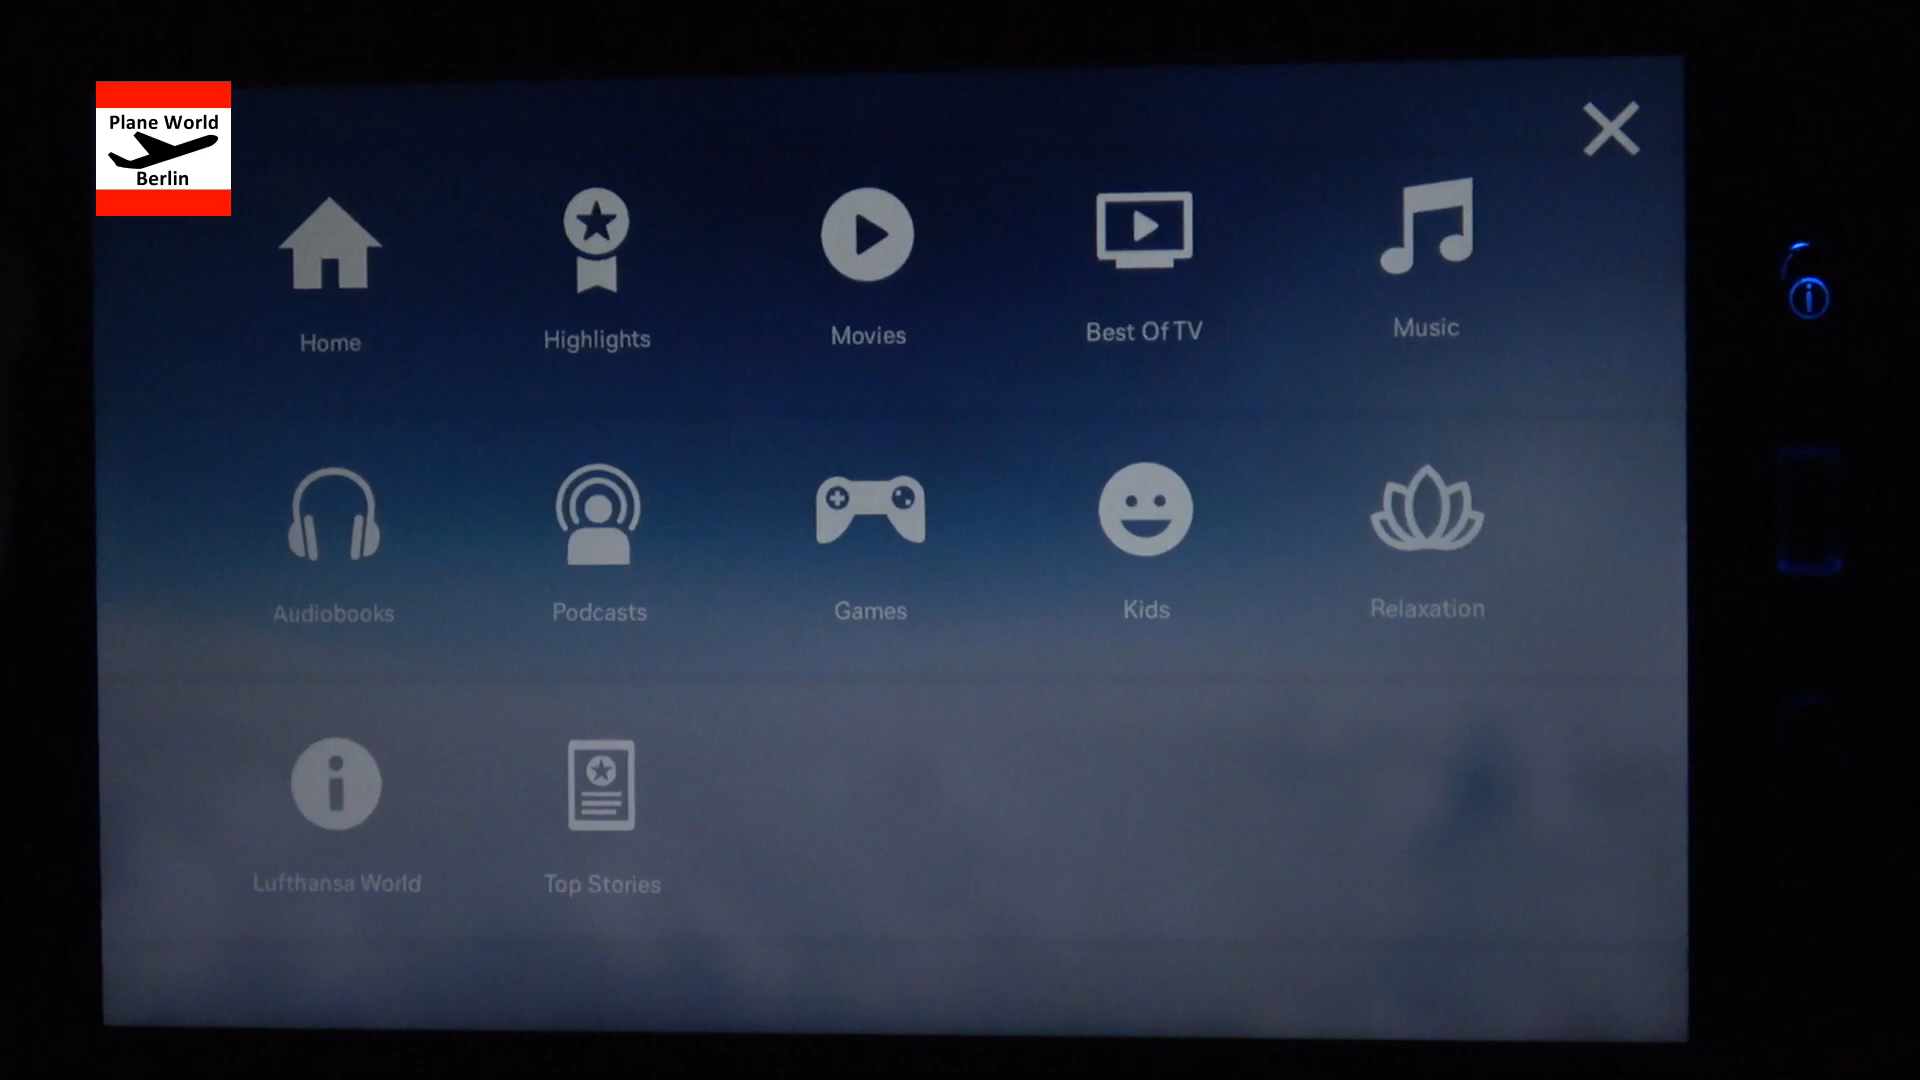 Plane World
Berlin
Home
Highlights
Movies
Best Of TV
Music
Audiobooks
Podcasts
Games
Kids
Relaxation
Lufthansa World
Top Stories